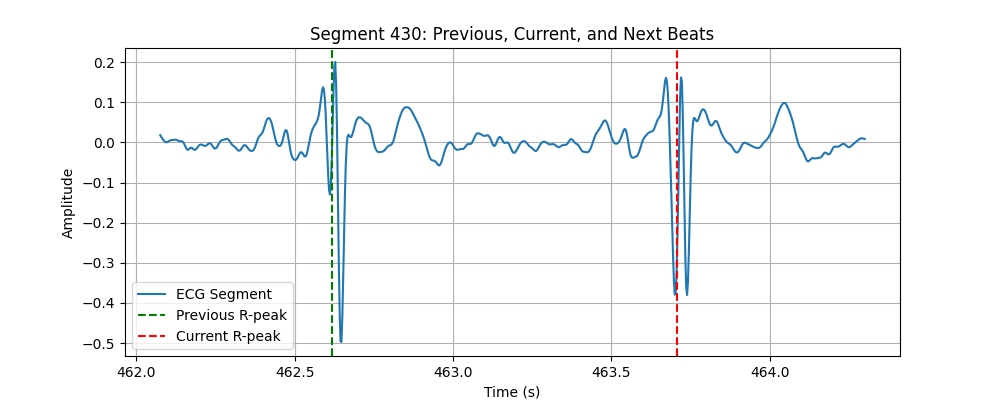 Segment 430: Previous, Current, and Next Beats
Amplitude
0.2
0.1
0.0
−0.1
−0.2
−0.3
−0.4
−0.5
ECG Segment
Previous R-peak
Current R-peak
462.0 462.5 463.0 463.5 464.0
Time (s)